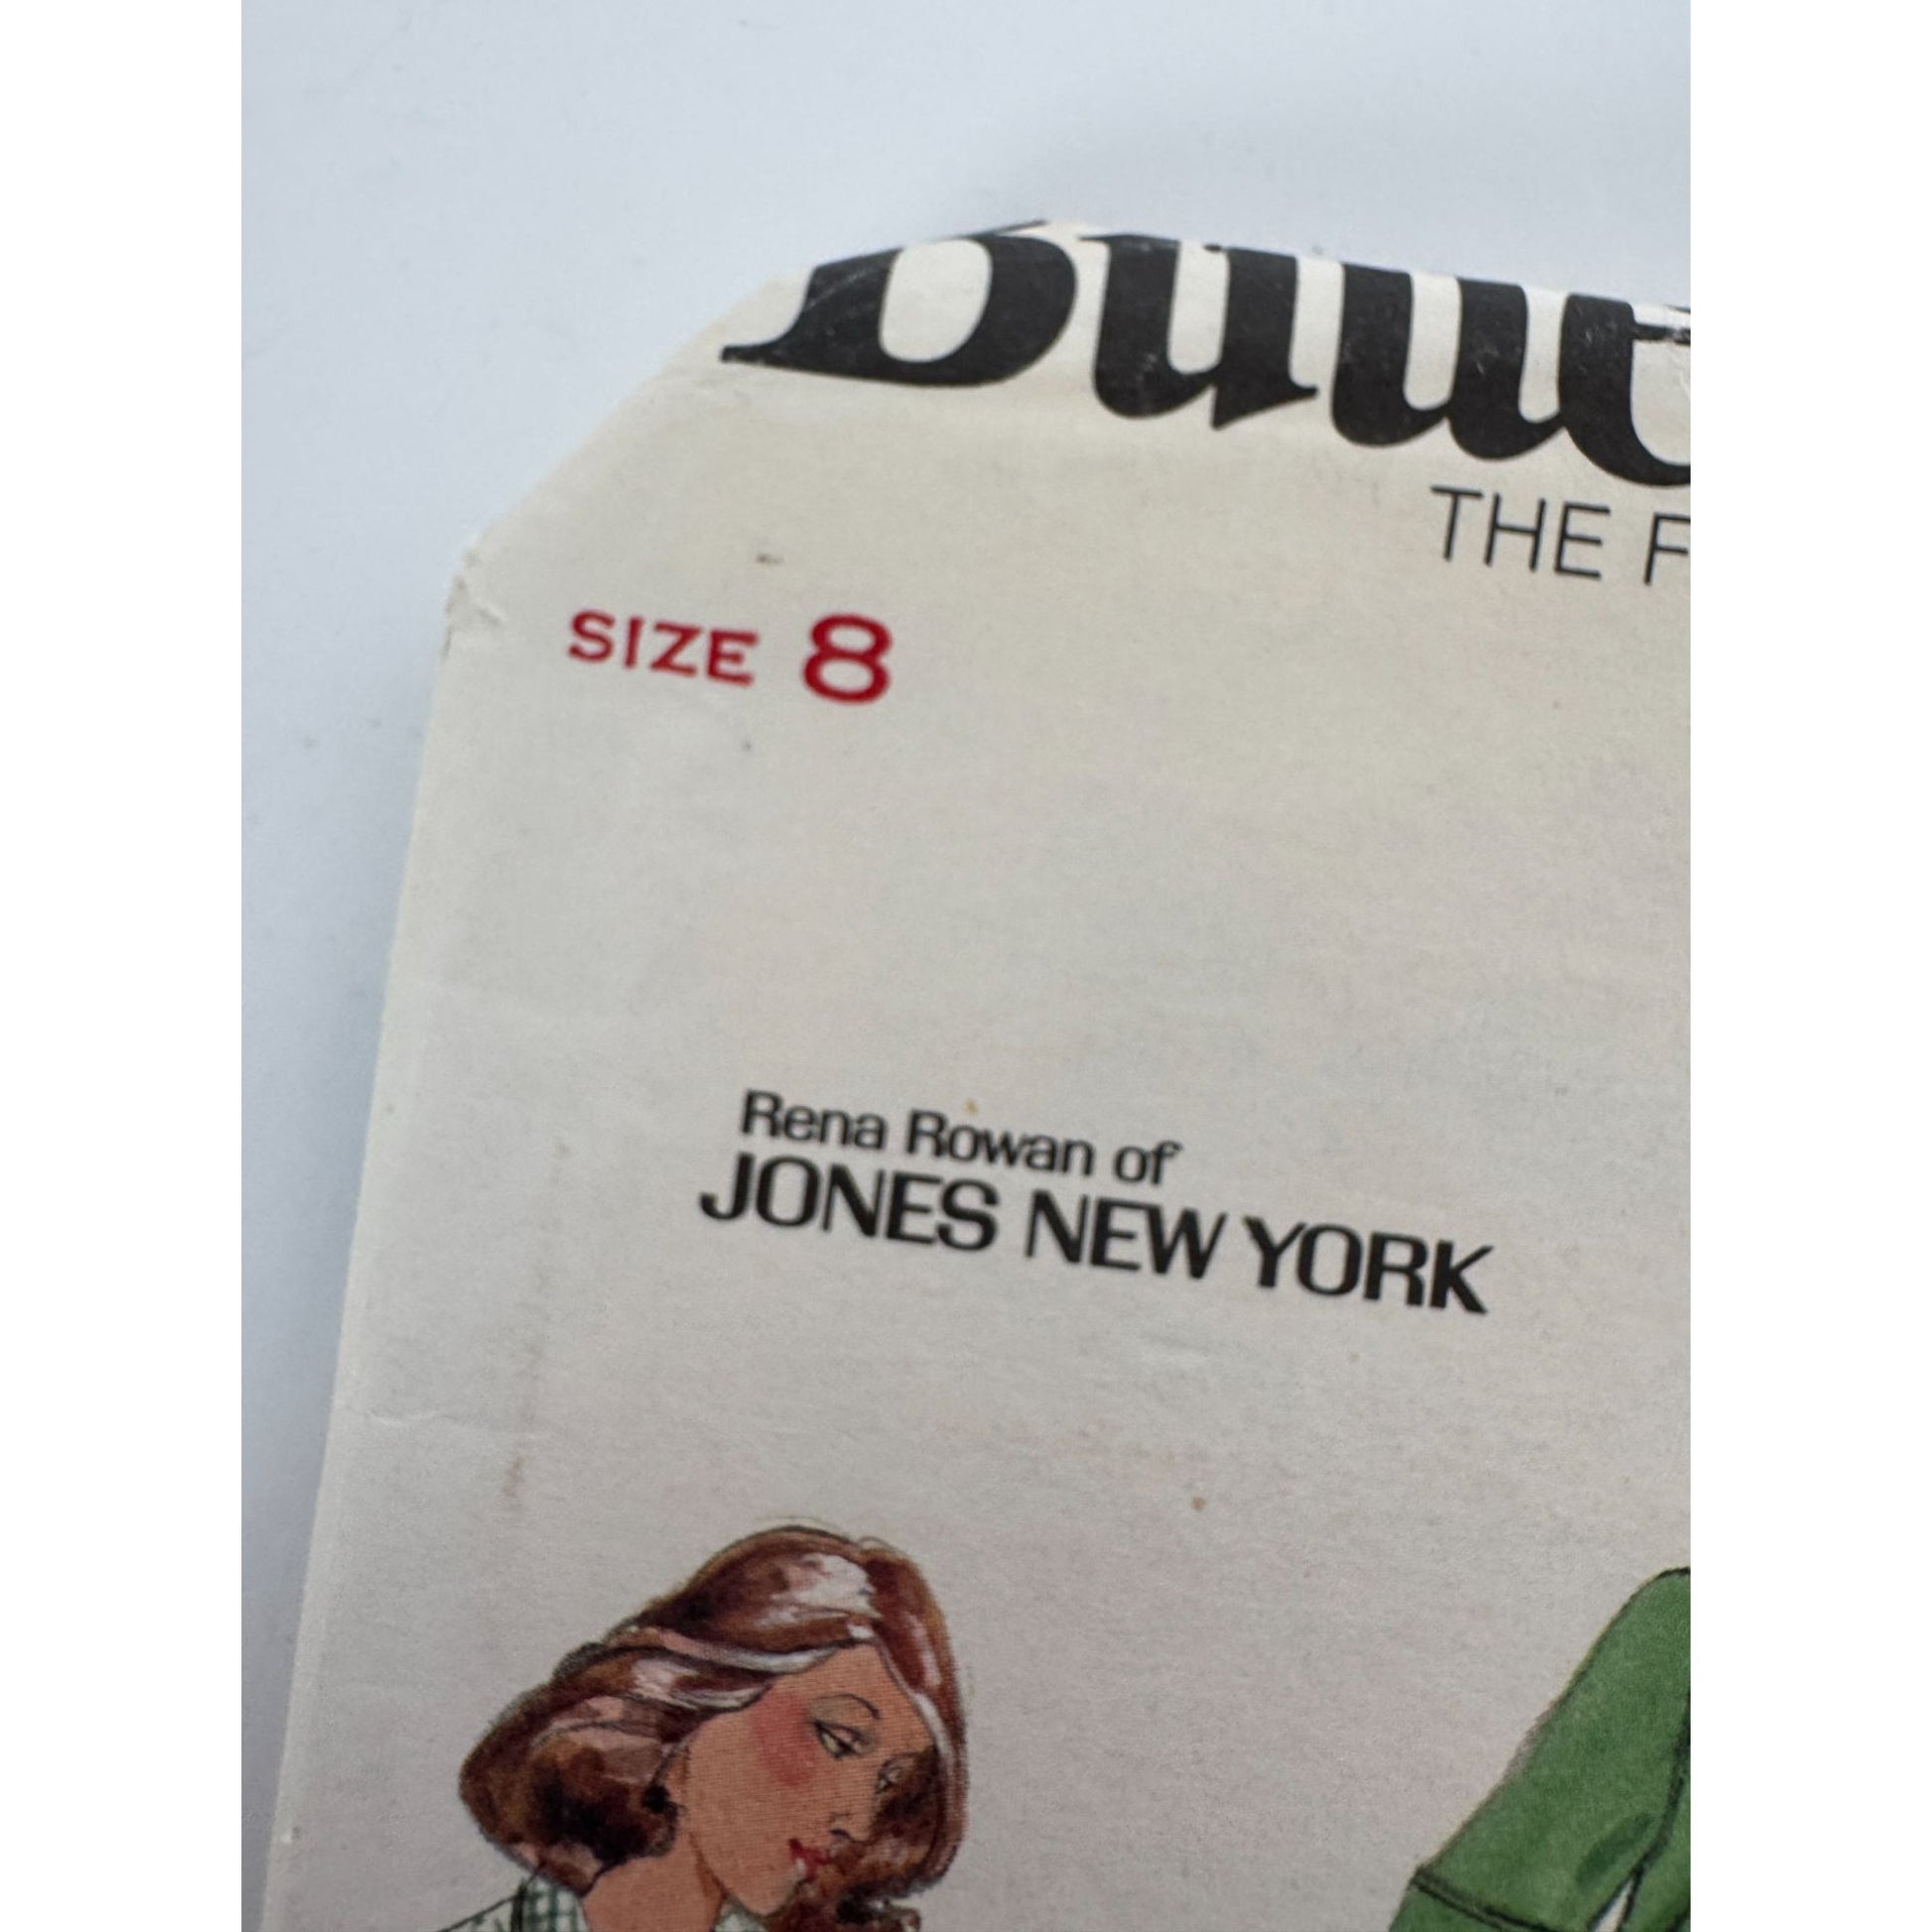 THE F
SIZE 8
Rena Rowan of
JONES NEW YORK